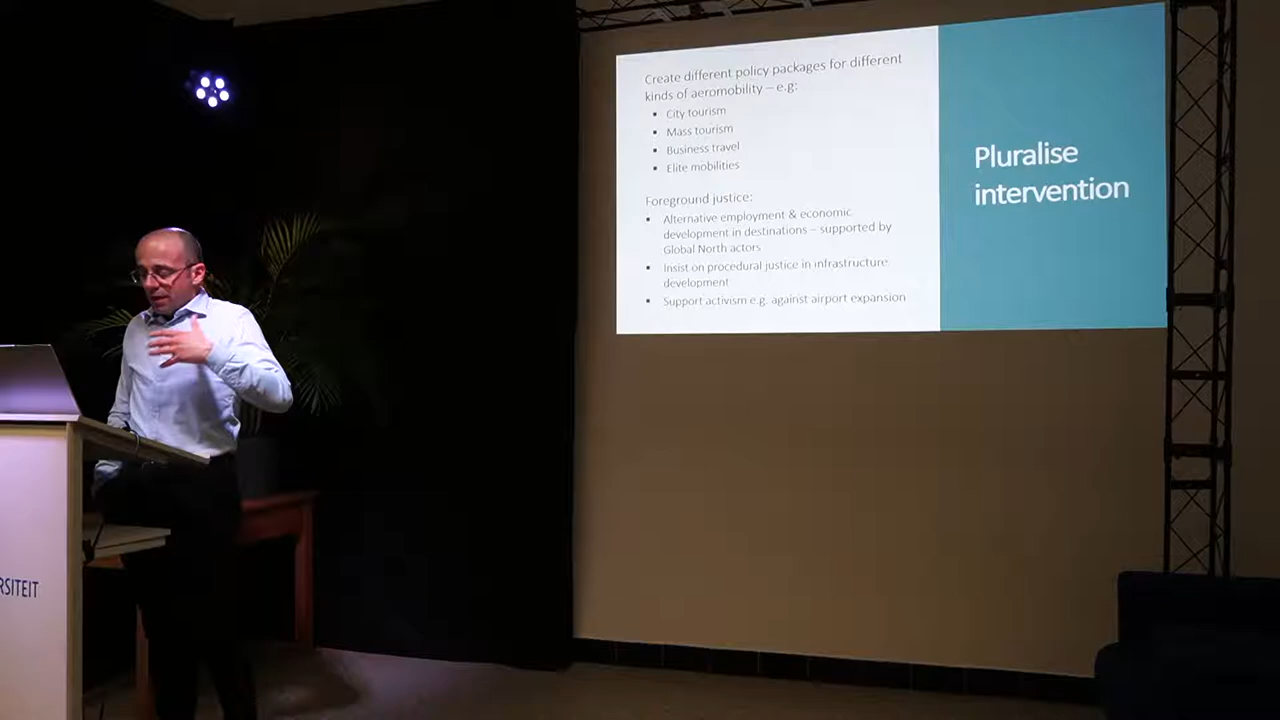 Create different policy packages for different
kinds of aeromobility – e.g:
▪ City tourism
▪ Mass tourism
▪ Business travel
▪ Elite mobilities
Foreground justice:
▪ Alternative employment & economic
development in destinations – supported by
Global North actors
▪ Insist on procedural justice in infrastructure
development
▪ Support activism e.g. against airport expansion
Pluralise
intervention
RSITEIT